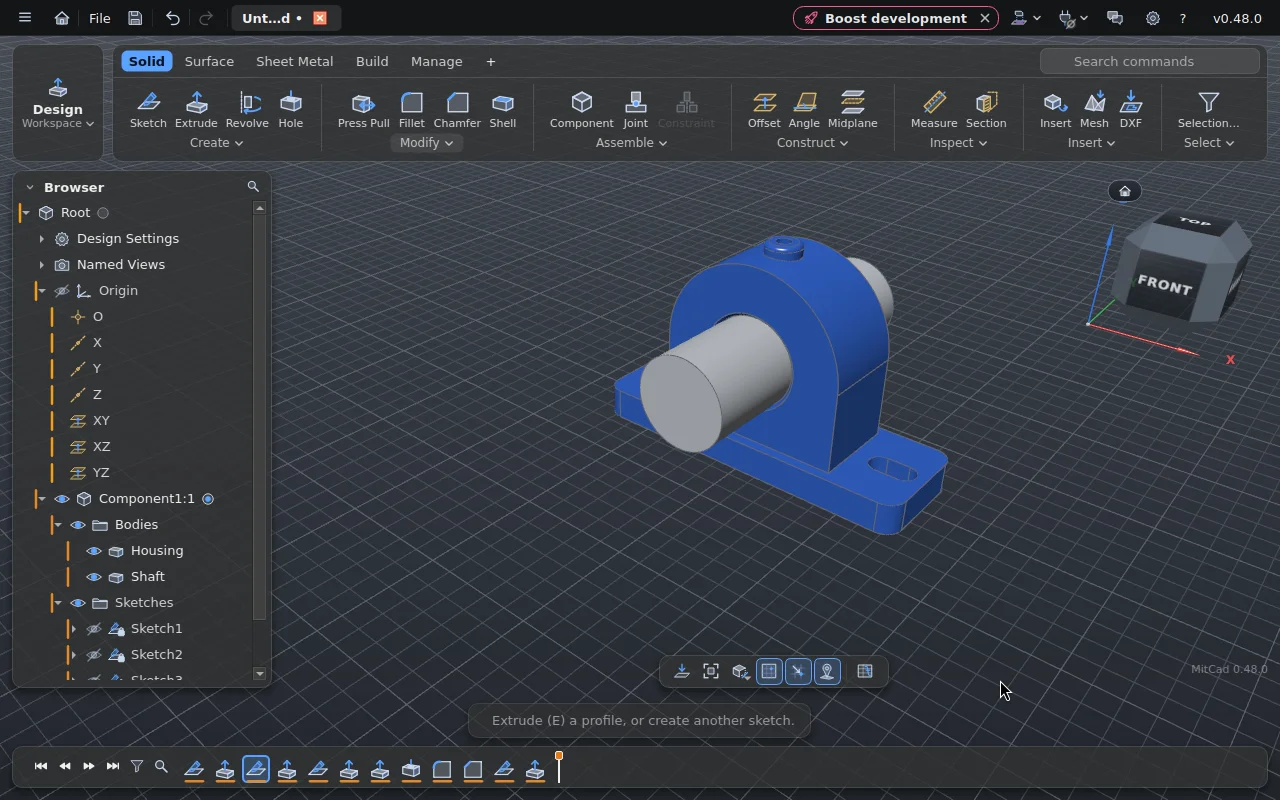 File
Unt…d •
Boost development
?
v0.48.0
Design
Workspace
Solid
Surface
Sheet Metal
Build
Manage
+
Search commands
Sketch
Extrude
Revolve
Hole
Create
Press Pull
Fillet
Chamfer
Shell
Modify
Component
Joint
Constraint
Assemble
Offset
Angle
Midplane
Construct
Measure
Section
Inspect
Insert
Mesh
DXF
Insert
Selection...
Select
Browser
Root
Design Settings
Named Views
Origin
O
X
Y
Z
XY
XZ
YZ
Component1:1
Bodies
Housing
Shaft
Sketches
Sketch1
Sketch2
Sketch3
TOP
FRONT
X
MitCad 0.48.0
Extrude (E) a profile, or create another sketch.